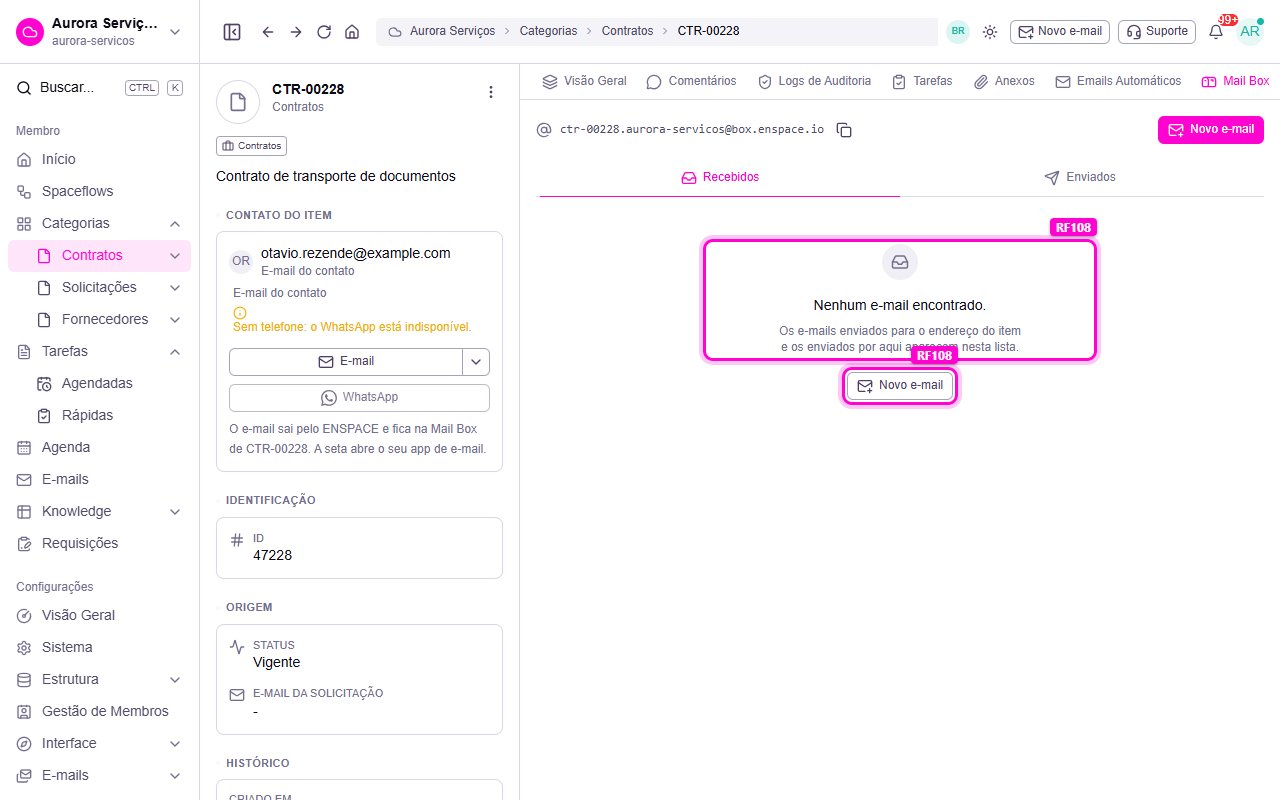 Aurora Serviç...
aurora-servicos
Aurora Serviços
Categorias
Contratos
CTR-00228
BR
Novo e-mail
Suporte
99+
AR
Buscar...
CTRL
K
Membro
Início
Spaceflows
Categorias
Contratos
Solicitações
Fornecedores
Tarefas
Agendadas
Rápidas
Agenda
E-mails
Knowledge
Requisições
Configurações
Visão Geral
Sistema
Estrutura
Gestão de Membros
Interface
E-mails
CTR-00228
Contratos
Contratos
Contrato de transporte de documentos
CONTATO DO ITEM
OR
otavio.rezende@example.com
E-mail do contato
E-mail do contato
Sem telefone: o WhatsApp está indisponível.
E-mail
WhatsApp
O e-mail sai pelo ENSPACE e fica na Mail Box
de CTR-00228. A seta abre o seu app de e-mail.
IDENTIFICAÇÃO
ID
47228
ORIGEM
STATUS
Vigente
E-MAIL DA SOLICITAÇÃO
-
HISTÓRICO
CRIADO EM
Visão Geral
Comentários
Logs de Auditoria
Tarefas
Anexos
Emails Automáticos
Mail Box
ctr-00228.aurora-servicos@box.enspace.io
Novo e-mail
Recebidos
Enviados
RF108
Nenhum e-mail encontrado.
Os e-mails enviados para o endereço do item
e os enviados por aqui aparecem nesta lista.
RF108
Novo e-mail